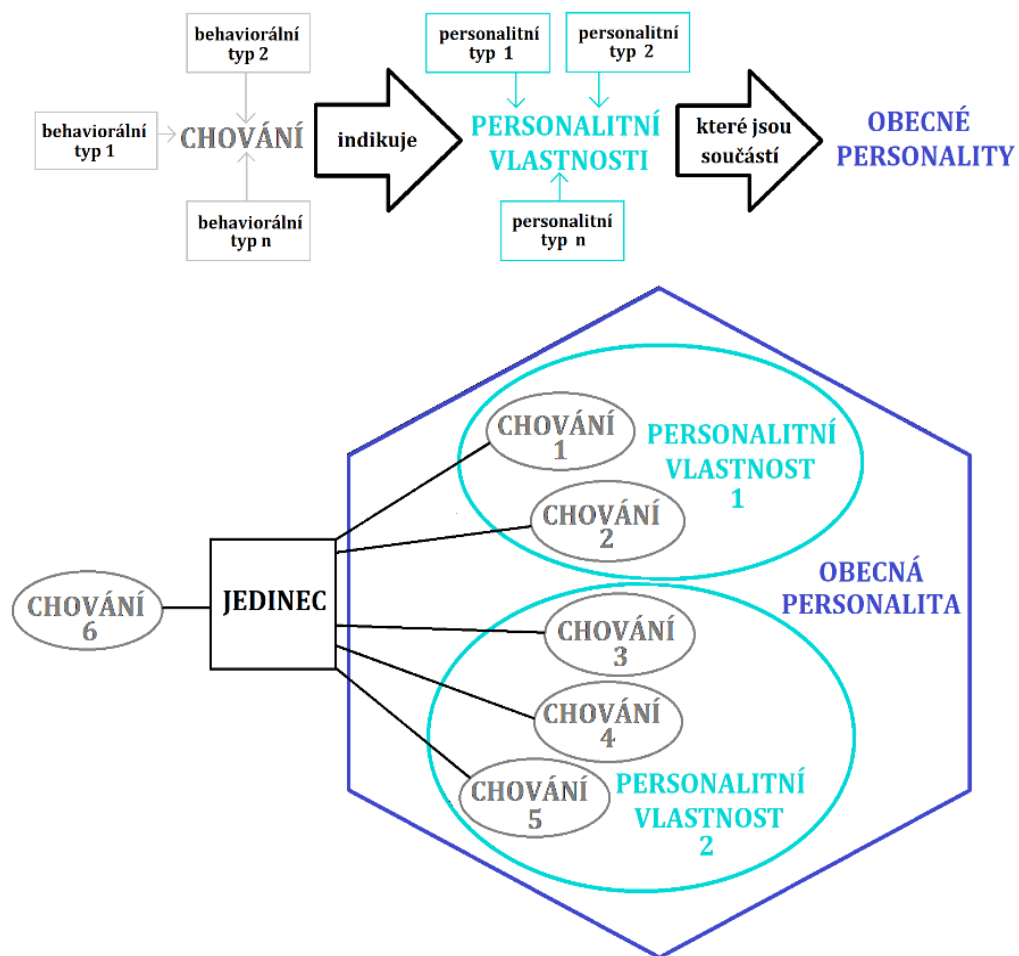 behaviorální
typ 2
behaviorální
typ 1
CHOVÁNÍ
behaviorální
typ n
indikuje
personalitní
typ 1
personalitní
typ 2
PERSONALITNÍ
VLASTNOSTI
personalitní
typ n
které jsou
součástí
OBECNÉ
PERSONALITY
CHOVÁNÍ
1
PERSONALITNÍ
VLASTNOST
1
CHOVÁNÍ
2
JEDINEC
CHOVÁNÍ
6
OBECNÁ
PERSONALITA
CHOVÁNÍ
3
CHOVÁNÍ
4
CHOVÁNÍ
5
PERSONALITNÍ
VLASTNOST
2